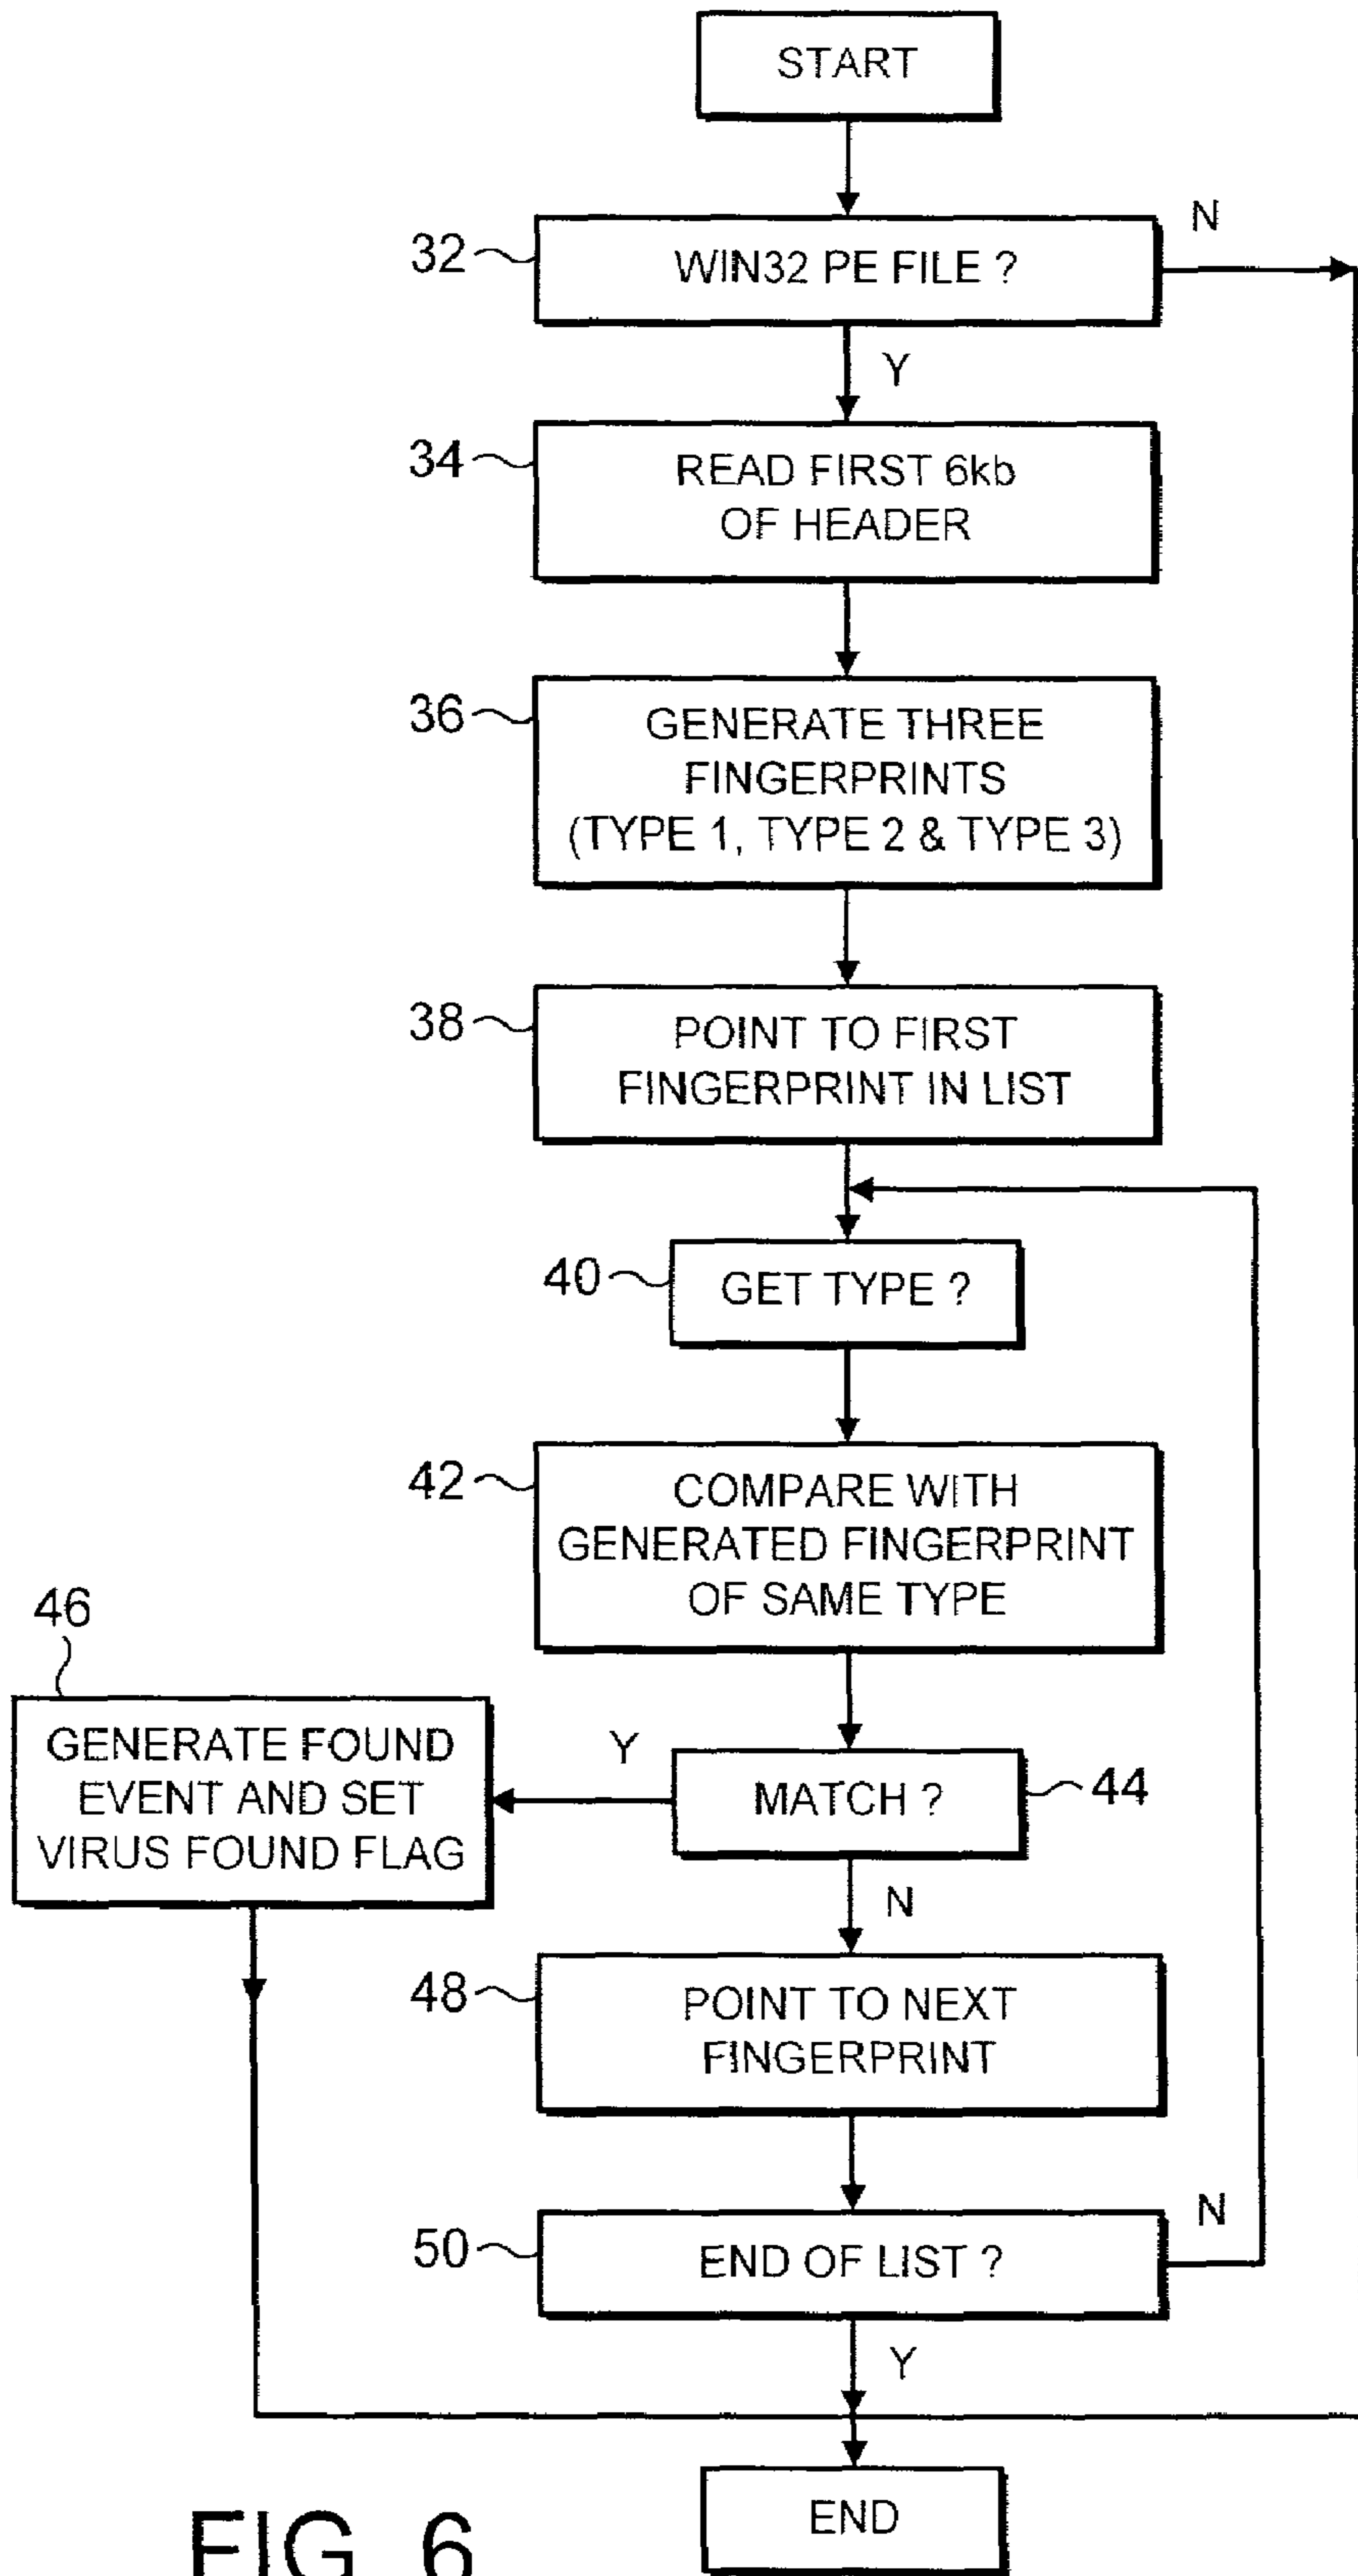 START
32
WIN32 PE FILE ?
N
Y
34
READ FIRST 6kb
OF HEADER
36
GENERATE THREE
FINGERPRINTS
(TYPE 1, TYPE 2 & TYPE 3)
38
POINT TO FIRST
FINGERPRINT IN LIST
40
GET TYPE ?
42
COMPARE WITH
GENERATED FINGERPRINT
OF SAME TYPE
46
GENERATE FOUND
EVENT AND SET
VIRUS FOUND FLAG
Y
MATCH ?
44
N
48
POINT TO NEXT
FINGERPRINT
50
END OF LIST ?
N
Y
END
FIG. 6